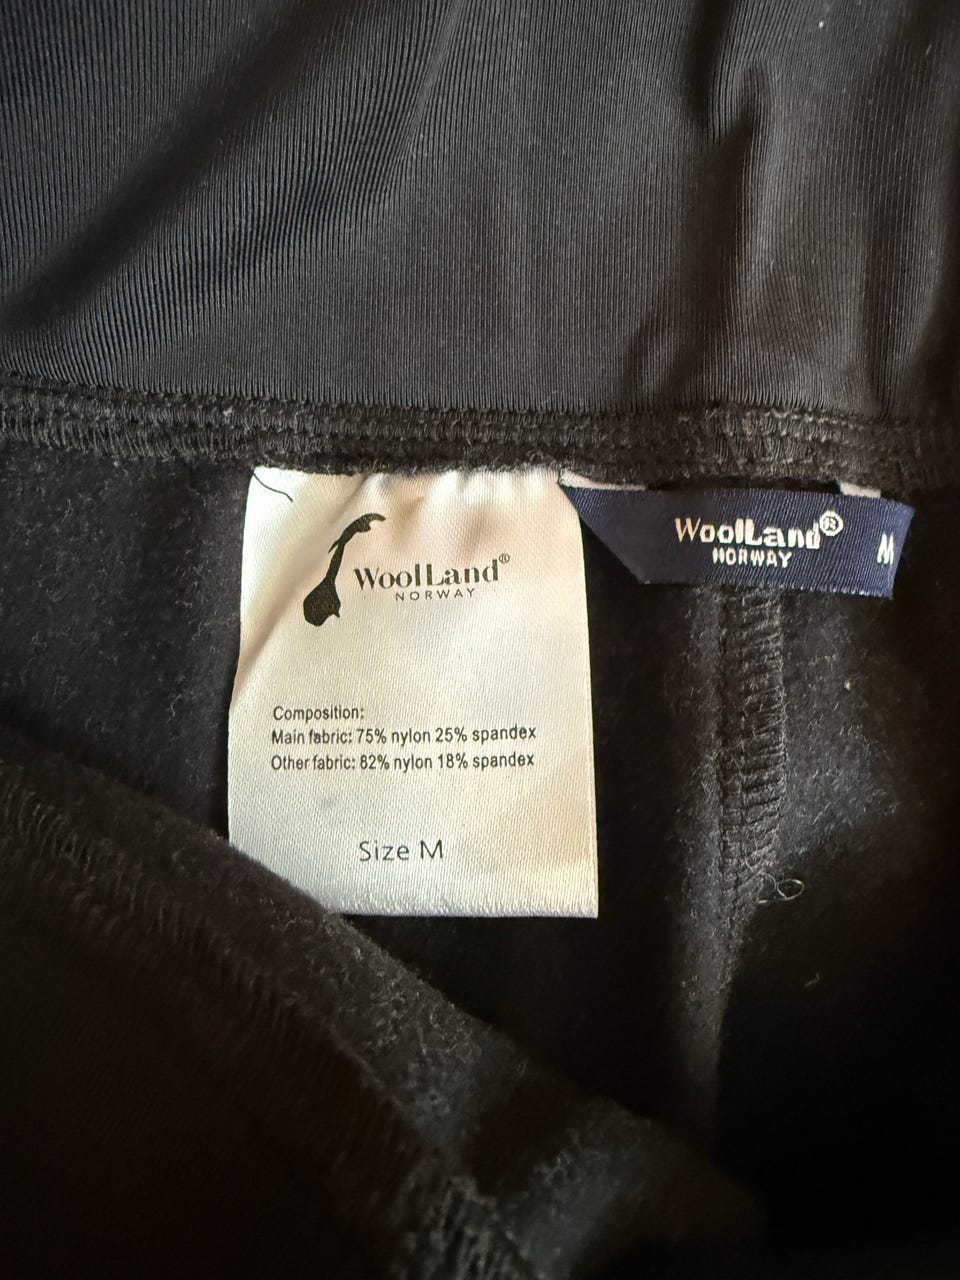 WoolLand®
NORWAY
Composition:
Main fabric: 75% nylon 25% spandex
Other fabric: 82% nylon 18% spandex
Size M
WoolLand®
NORWAY
M